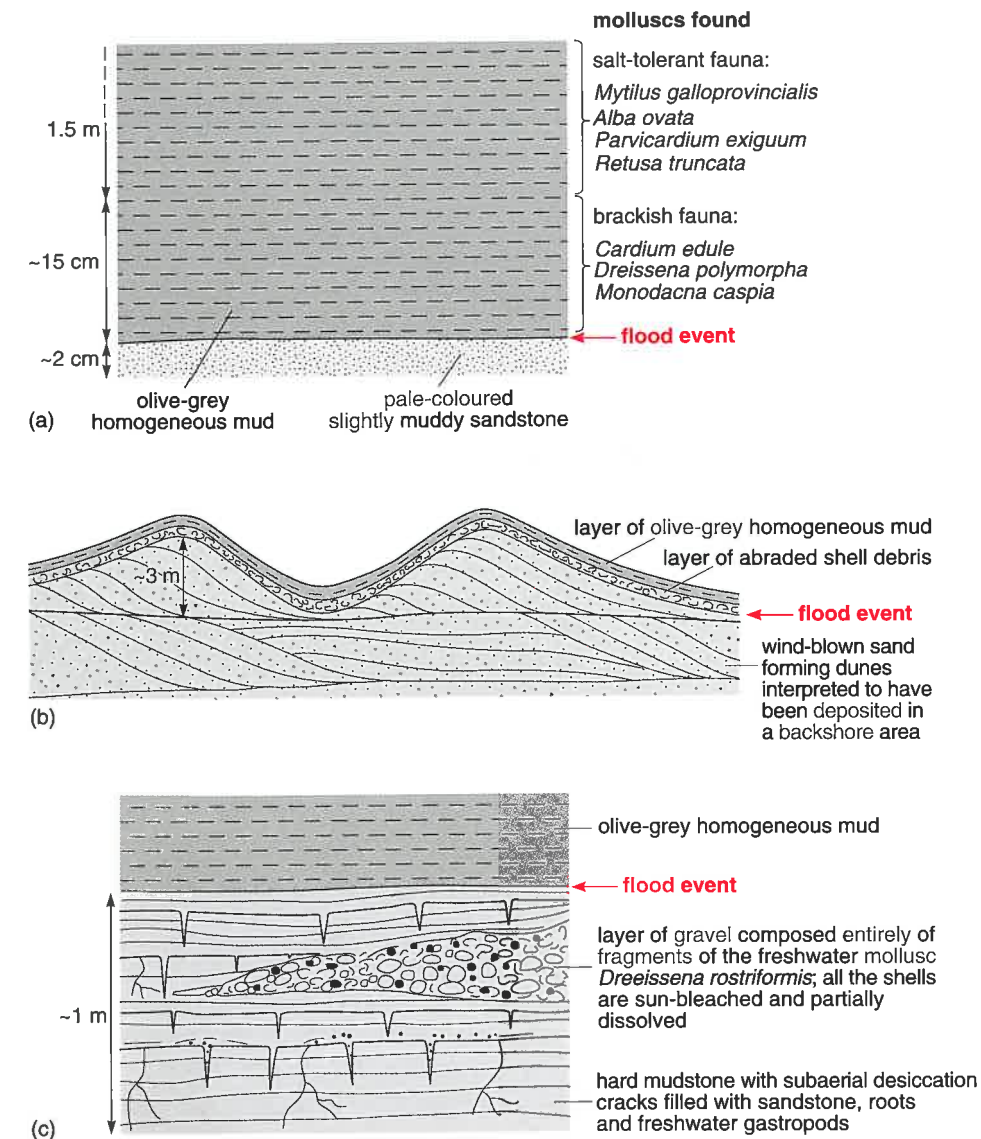 molluscs found
salt-tolerant fauna:
Mytilus galloprovincialis
Alba ovata
Parvicardium exiguum
Retusa truncata
1.5 m
brackish fauna:
Cardium edule
Dreissena polymorpha
Monodacna caspia
~15 cm
flood event
~2 cm
olive-grey
homogeneous mud
pale-coloured
slightly muddy sandstone
(a)
layer of olive-grey homogeneous mud
layer of abraded shell debris
~3 m
flood event
wind-blown sand
forming dunes
interpreted to have
been deposited in
a backshore area
(b)
olive-grey homogeneous mud
flood event
layer of gravel composed entirely of
fragments of the freshwater mollusc
Dreeissena rostriformis; all the shells
are sun-bleached and partially
dissolved
~1 m
hard mudstone with subaerial desiccation
cracks filled with sandstone, roots
and freshwater gastropods
(c)